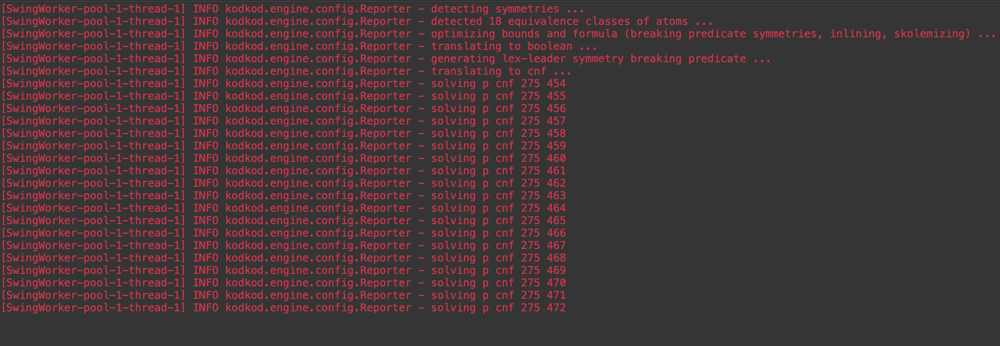 [SwingWorker-pool-1-thread-1] INFO kodkod.engine.config.Reporter - detecting symmetries ...
[SwingWorker-pool-1-thread-1] INFO kodkod.engine.config.Reporter - detected 18 equivalence classes of atoms ...
[SwingWorker-pool-1-thread-1] INFO kodkod.engine.config.Reporter - optimizing bounds and formula (breaking predicate symmetries, inlining, skolemizing) ...
[SwingWorker-pool-1-thread-1] INFO kodkod.engine.config.Reporter - translating to boolean ...
[SwingWorker-pool-1-thread-1] INFO kodkod.engine.config.Reporter - generating lex-leader symmetry breaking predicate ...
[SwingWorker-pool-1-thread-1] INFO kodkod.engine.config.Reporter - translating to cnf ...
[SwingWorker-pool-1-thread-1] INFO kodkod.engine.config.Reporter - solving p cnf 275 454
[SwingWorker-pool-1-thread-1] INFO kodkod.engine.config.Reporter - solving p cnf 275 455
[SwingWorker-pool-1-thread-1] INFO kodkod.engine.config.Reporter - solving p cnf 275 456
[SwingWorker-pool-1-thread-1] INFO kodkod.engine.config.Reporter - solving p cnf 275 457
[SwingWorker-pool-1-thread-1] INFO kodkod.engine.config.Reporter - solving p cnf 275 458
[SwingWorker-pool-1-thread-1] INFO kodkod.engine.config.Reporter - solving p cnf 275 459
[SwingWorker-pool-1-thread-1] INFO kodkod.engine.config.Reporter - solving p cnf 275 460
[SwingWorker-pool-1-thread-1] INFO kodkod.engine.config.Reporter - solving p cnf 275 461
[SwingWorker-pool-1-thread-1] INFO kodkod.engine.config.Reporter - solving p cnf 275 462
[SwingWorker-pool-1-thread-1] INFO kodkod.engine.config.Reporter - solving p cnf 275 463
[SwingWorker-pool-1-thread-1] INFO kodkod.engine.config.Reporter - solving p cnf 275 464
[SwingWorker-pool-1-thread-1] INFO kodkod.engine.config.Reporter - solving p cnf 275 465
[SwingWorker-pool-1-thread-1] INFO kodkod.engine.config.Reporter - solving p cnf 275 466
[SwingWorker-pool-1-thread-1] INFO kodkod.engine.config.Reporter - solving p cnf 275 467
[SwingWorker-pool-1-thread-1] INFO kodkod.engine.config.Reporter - solving p cnf 275 468
[SwingWorker-pool-1-thread-1] INFO kodkod.engine.config.Reporter - solving p cnf 275 469
[SwingWorker-pool-1-thread-1] INFO kodkod.engine.config.Reporter - solving p cnf 275 470
[SwingWorker-pool-1-thread-1] INFO kodkod.engine.config.Reporter - solving p cnf 275 471
[SwingWorker-pool-1-thread-1] INFO kodkod.engine.config.Reporter - solving p cnf 275 472